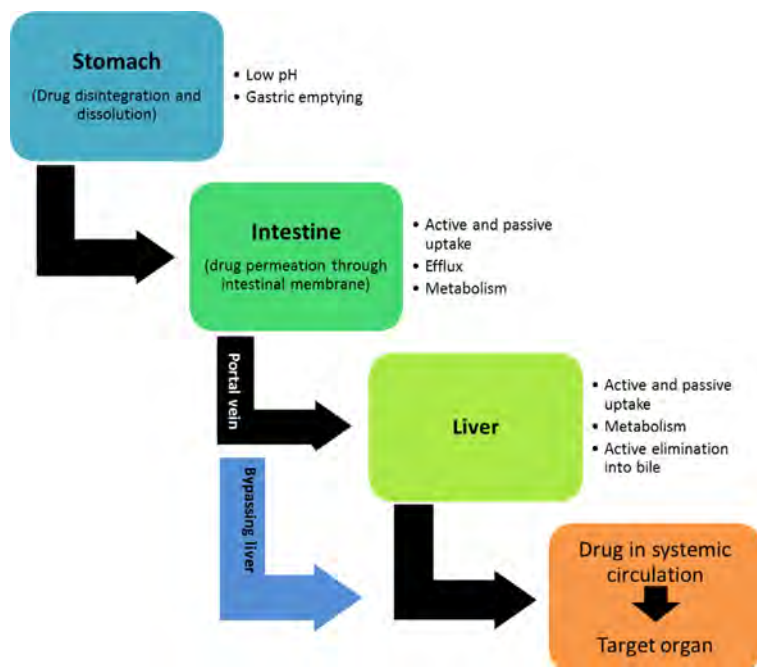 Stomach
(Drug disintegration and
dissolution)
• Low pH
• Gastric emptying
Intestine
(drug permeation through
intestinal membrane)
• Active and passive
uptake
• Efflux
• Metabolism
Portal vein
Liver
• Active and passive
uptake
• Metabolism
• Active elimination
into bile
Bypassing liver
Drug in systemic
circulation
Target organ